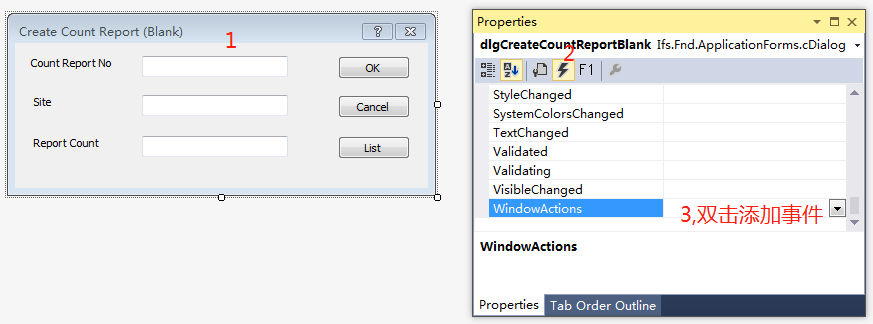 Create Count Report (Blank)
1
Count Report No
OK
Site
Cancel
Report Count
List
Properties
dlgCreateCountReportBlank Ifs.Fnd.ApplicationForms.cDialog
2
F1
StyleChanged
SystemColorsChanged
TextChanged
Validated
Validating
VisibleChanged
WindowActions
3,双击添加事件
WindowActions
Properties
Tab Order Outline